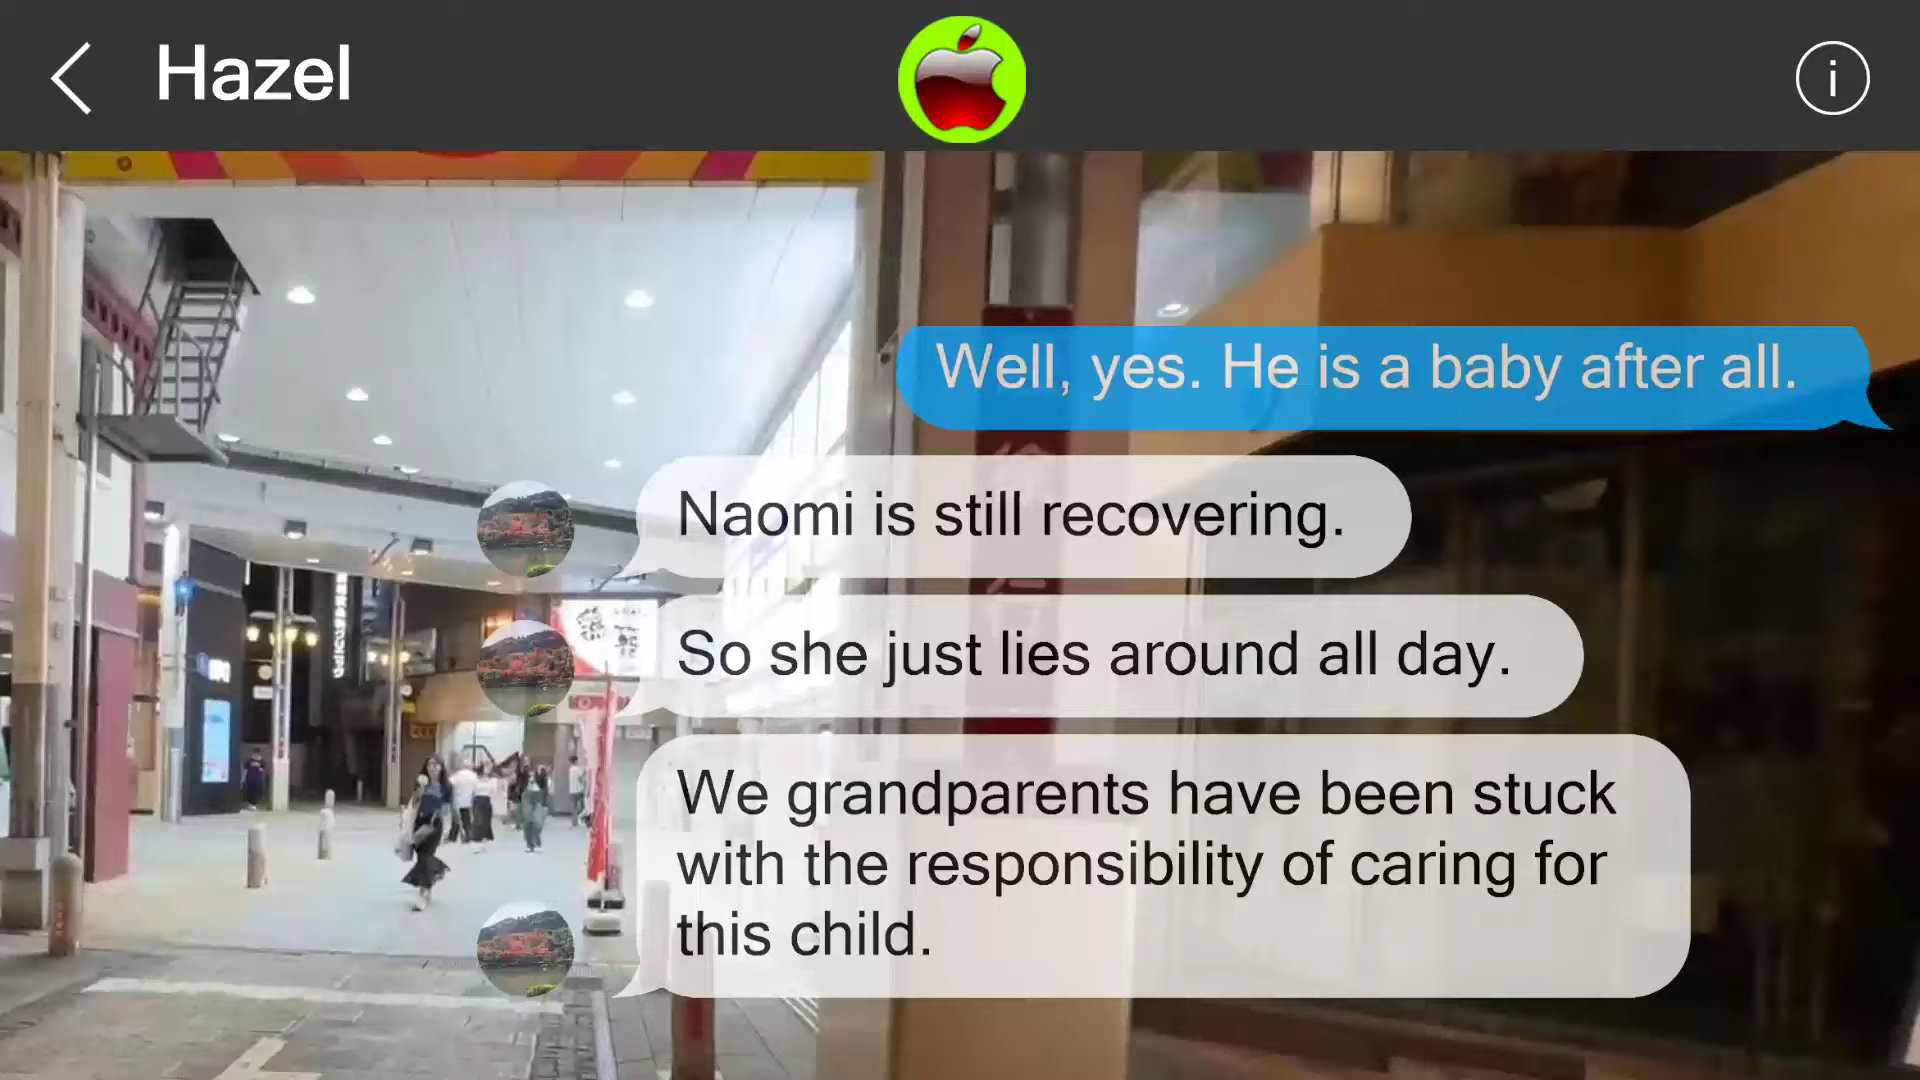 Hazel
Well, yes. He is a baby after all.
Naomi is still recovering.
So she just lies around all day.
We grandparents have been stuck
with the responsibility of caring for
this child.